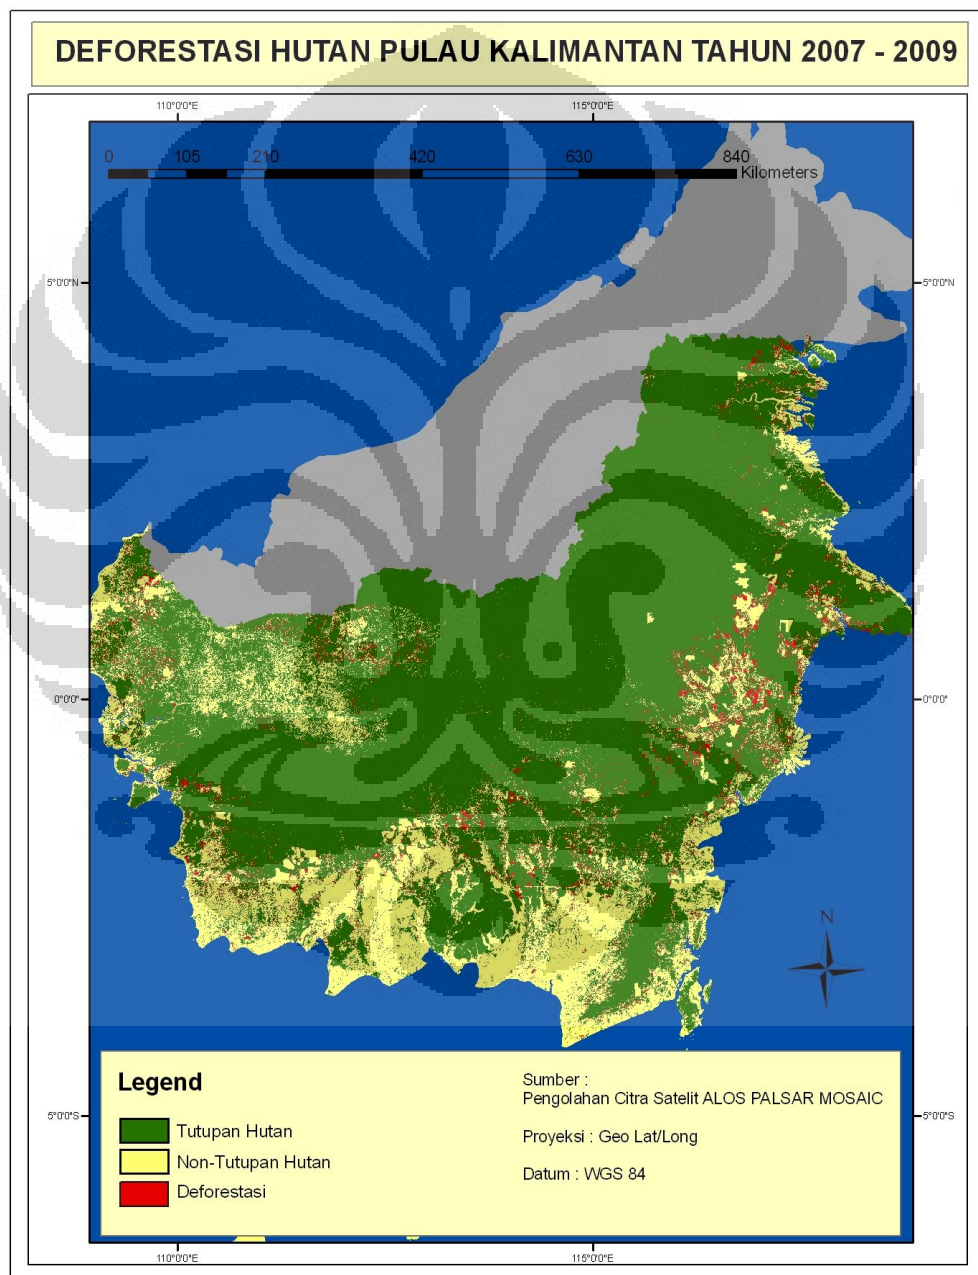 DEFORESTASI HUTAN PULAU KALIMANTAN TAHUN 2007 - 2009
110°0'0"E 115°0'0"E
0 105 210 420 630 840
Kilometers
5°0'0"N 5°0'0"N
0°0'0" 0°0'0"
N
5°0'0"S 5°0'0"S
Legend
Tutupan Hutan
Non-Tutupan Hutan
Deforestasi
Sumber :
Pengolahan Citra Satelit ALOS PALSAR MOSAIC
Proyeksi : Geo Lat/Long
Datum : WGS 84
110°0'0"E 115°0'0"E